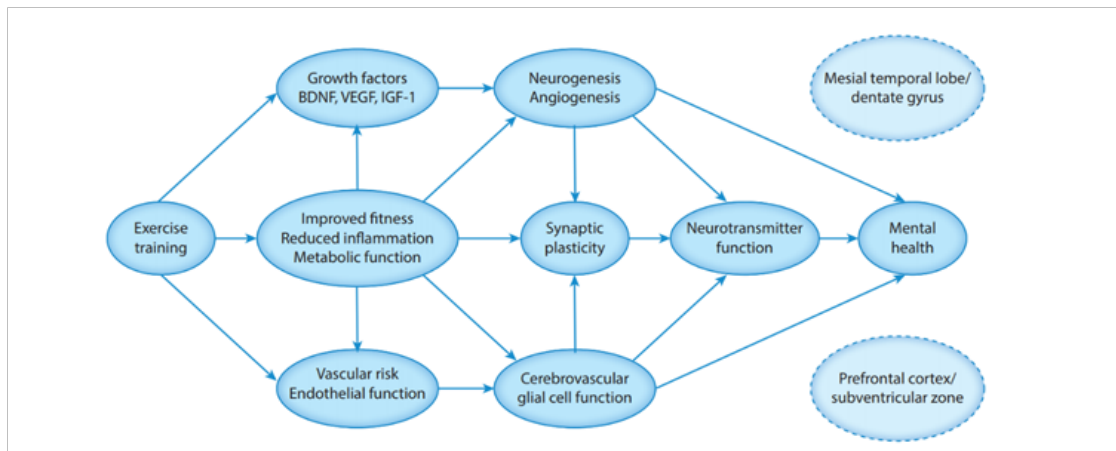 Growth factors
BDNF, VEGF, IGF-1
Neurogenesis
Angiogenesis
Mesial temporal lobe/
dentate gyrus
Exercise
training
Improved fitness
Reduced inflammation
Metabolic function
Synaptic
plasticity
Neurotransmitter
function
Mental
health
Vascular risk
Endothelial function
Cerebrovascular
glial cell function
Prefrontal cortex/
subventricular zone